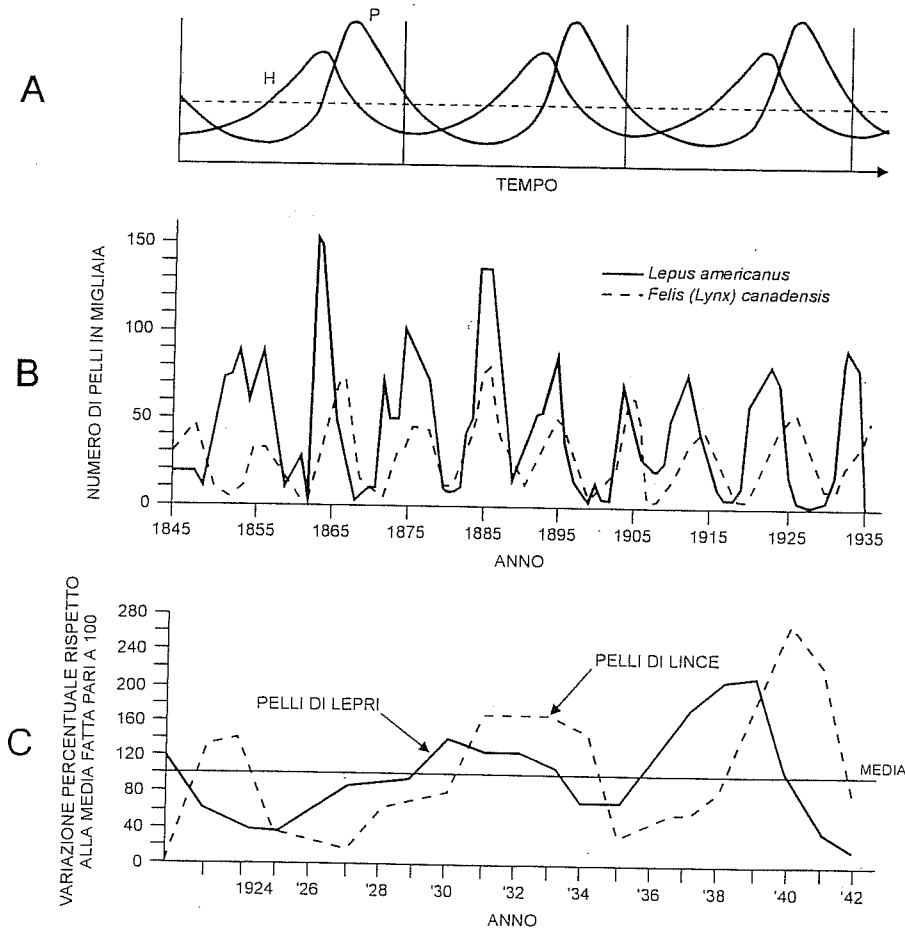 A
P
H
TEMPO
B
NUMERO DI PELLI IN MIGLIAIA
150
100
50
0
Lepus americanus
Felis (Lynx) canadensis
1845 1855 1865 1875 1885 1895 1905 1915 1925 1935
ANNO
C
VARIAZIONE PERCENTUALE RISPETTO
ALLA MEDIA FATTA PARI A 100
280
240
200
160
120
80
40
0
PELLI DI LINCE
PELLI DI LEPRI
MEDIA
1924 '26 '28 '30 '32 '34 '36 '38 '40 '42
ANNO